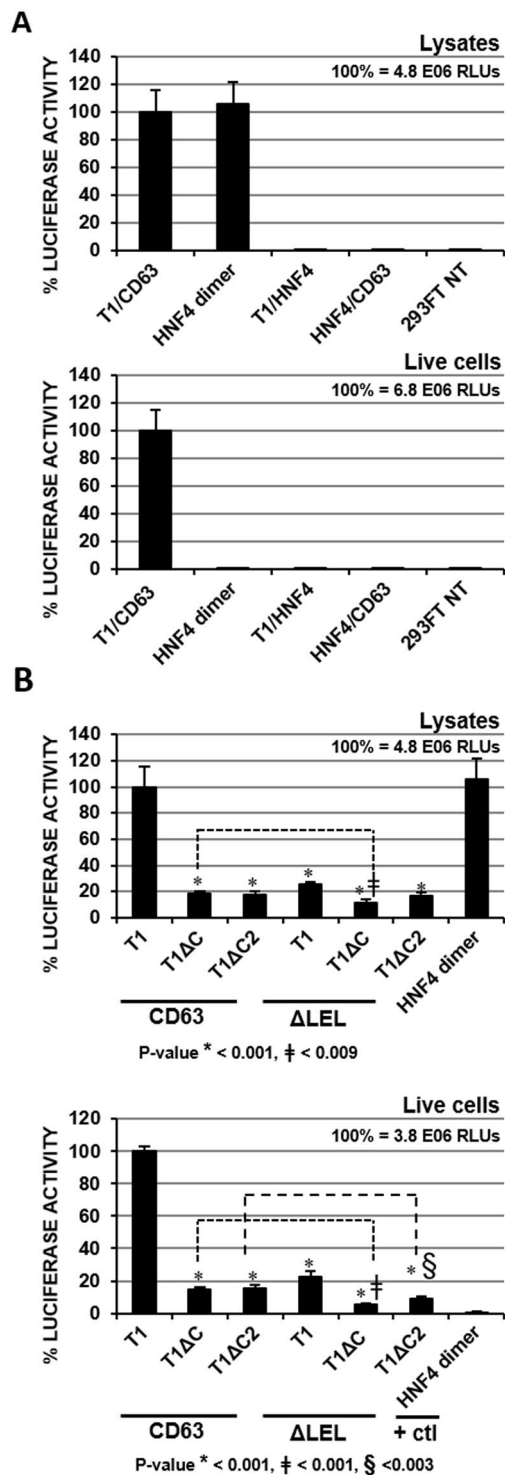 A
Lysates
100% = 4.8 E06 RLUs
% LUCIFERASE ACTIVITY
140
120
100
80
60
40
20
0
T1/CD63
HNF4 dimer
T1/HNF4
HNF4/CD63
293FT NT
Live cells
100% = 6.8 E06 RLUs
% LUCIFERASE ACTIVITY
140
120
100
80
60
40
20
0
T1/CD63
HNF4 dimer
T1/HNF4
HNF4/CD63
293FT NT
B
Lysates
100% = 4.8 E06 RLUs
% LUCIFERASE ACTIVITY
140
120
100
80
60
40
20
0
* * * *ǂ *
T1
T1ΔC
T1ΔC2
T1
T1ΔC
T1ΔC2
HNF4 dimer
CD63
ΔLEL
P-value * < 0.001, ǂ < 0.009
Live cells
100% = 3.8 E06 RLUs
% LUCIFERASE ACTIVITY
120
100
80
60
40
20
0
* * * *ǂ *§
T1
T1ΔC
T1ΔC2
T1
T1ΔC
T1ΔC2
HNF4 dimer
CD63
ΔLEL
+ ctl
P-value * < 0.001, ǂ < 0.001, § <0.003